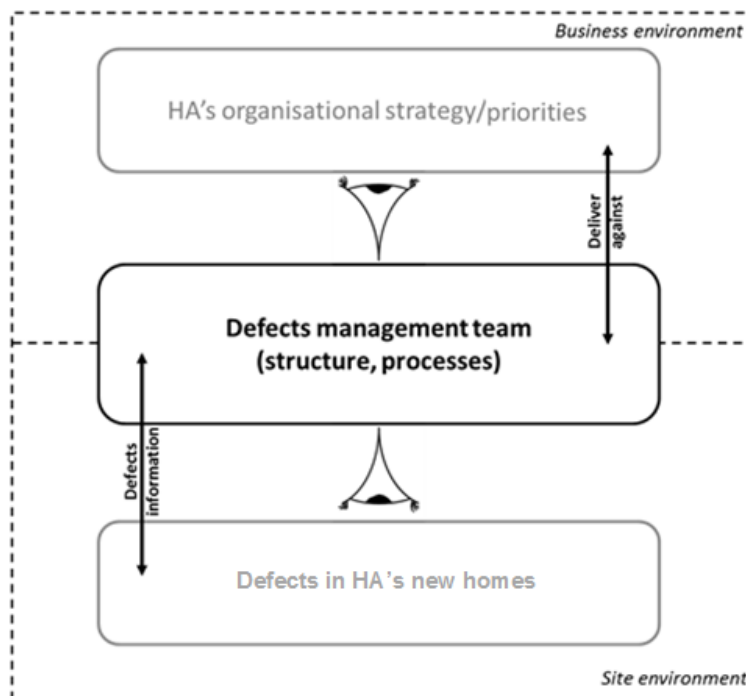 Business environment
HA's organisational strategy/priorities
Deliver
against
Defects management team
(structure, processes)
Defects
information
Defects in HA's new homes
Site environment